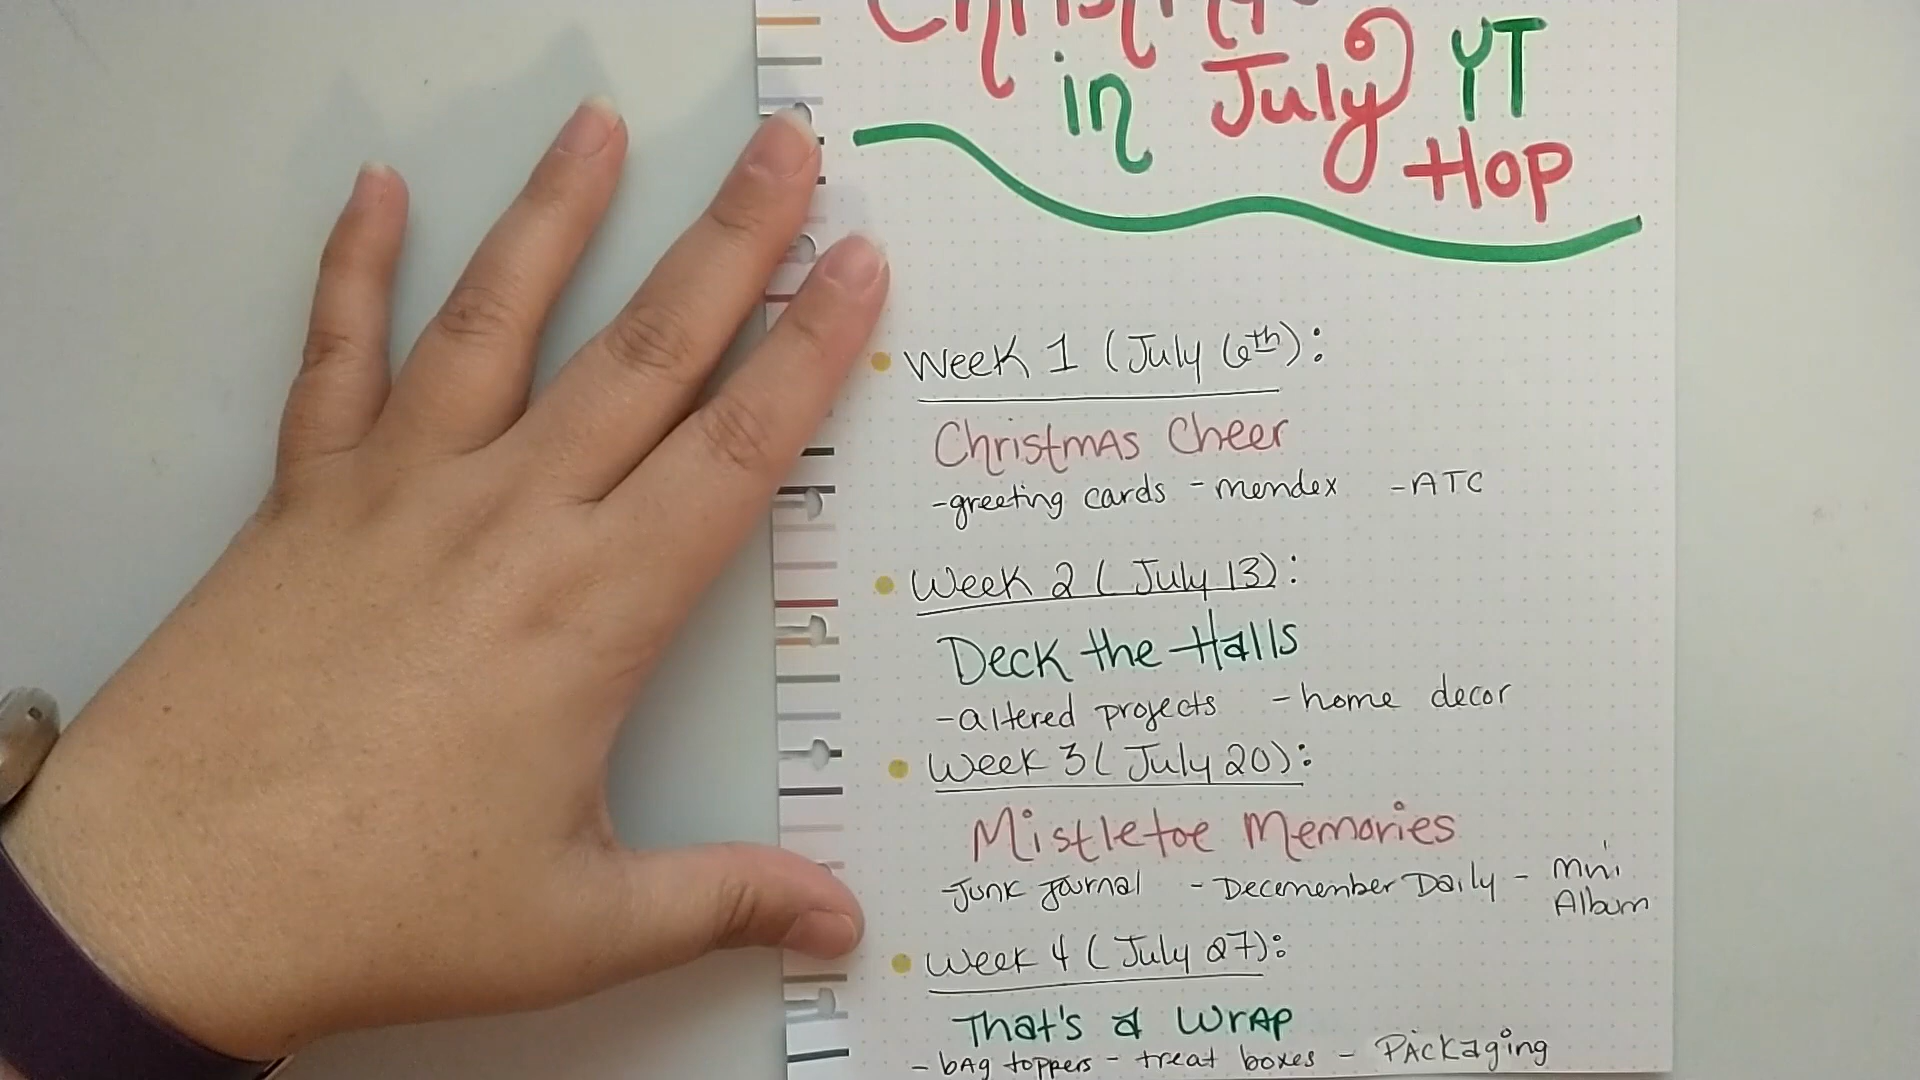 Christmas
in July YT
Hop
Week 1 (July 6th):
Christmas Cheer
-greeting cards - mendex -ATC
Week 2 (July 13):
Deck the Halls
-altered projects - home decor
Week 3 (July 20):
Mistletoe Memories
-Junk Journal - Decemember Daily - Mini
Album
Week 4 (July 27):
That's a Wrap
- bag toppers - treat boxes - Packaging